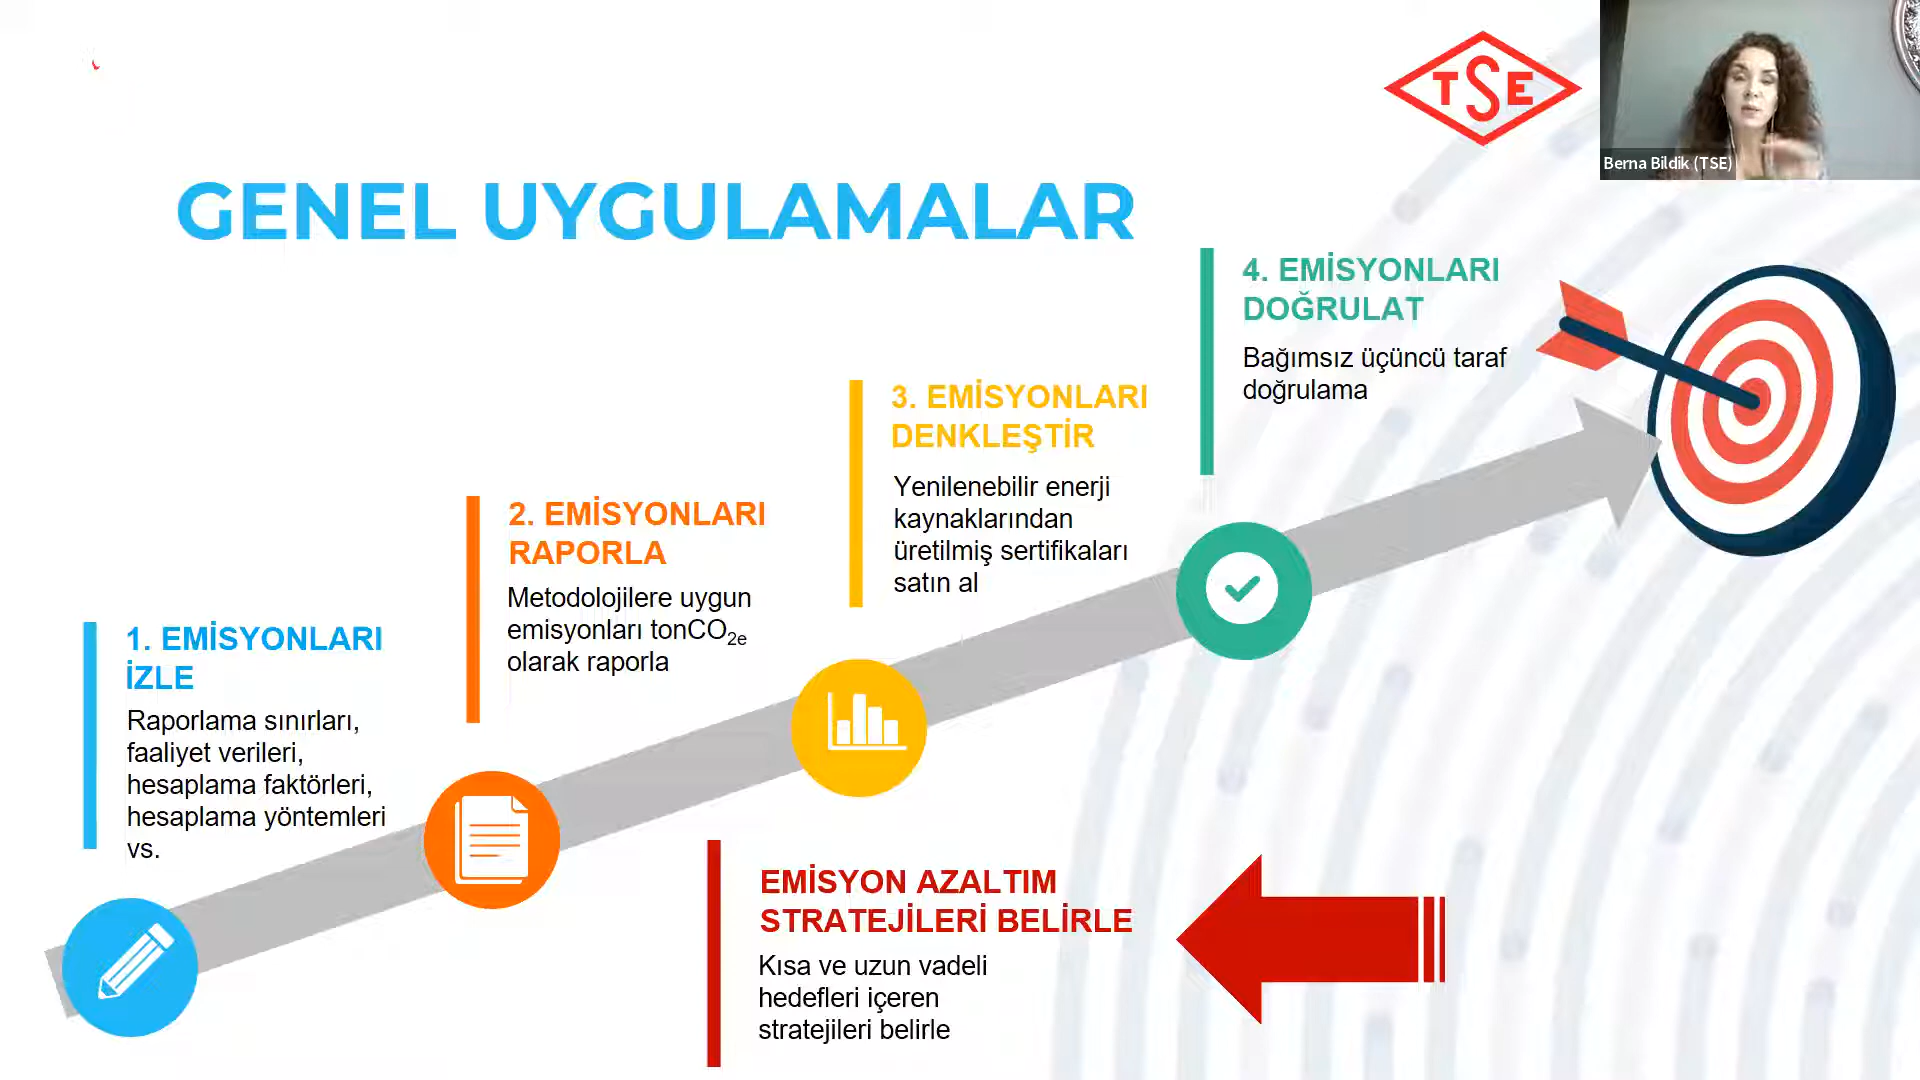 TSE
Berna Bildik (TSE)
GENEL UYGULAMALAR
1. EMİSYONLARI
İZLE
Raporlama sınırları,
faaliyet verileri,
hesaplama faktörleri,
hesaplama yöntemleri
vs.
2. EMİSYONLARI
RAPORLA
Metodolojilere uygun
emisyonları tonCO₂ₑ
olarak raporla
3. EMİSYONLARI
DENKLEŞTİR
Yenilenebilir enerji
kaynaklarından
üretilmiş sertifikaları
satın al
4. EMİSYONLARI
DOĞRULAT
Bağımsız üçüncü taraf
doğrulama
EMİSYON AZALTIM
STRATEJİLERİ BELİRLE
Kısa ve uzun vadeli
hedefleri içeren
stratejileri belirle